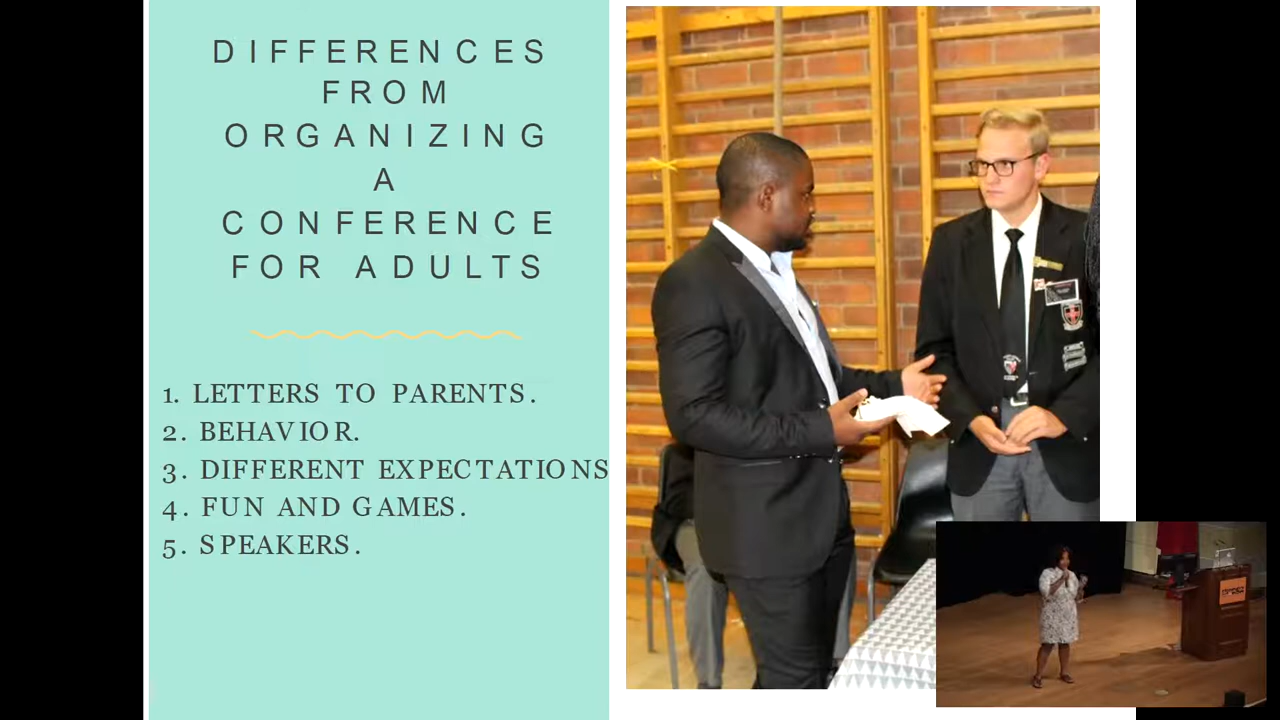 DIFFERENCES
FROM
ORGANIZING
A
CONFERENCE
FOR ADULTS
1. LETTERS TO PARENTS.
2. BEHAVIOR.
3. DIFFERENT EXPECTATIONS
4. FUN AND GAMES.
5. SPEAKERS.